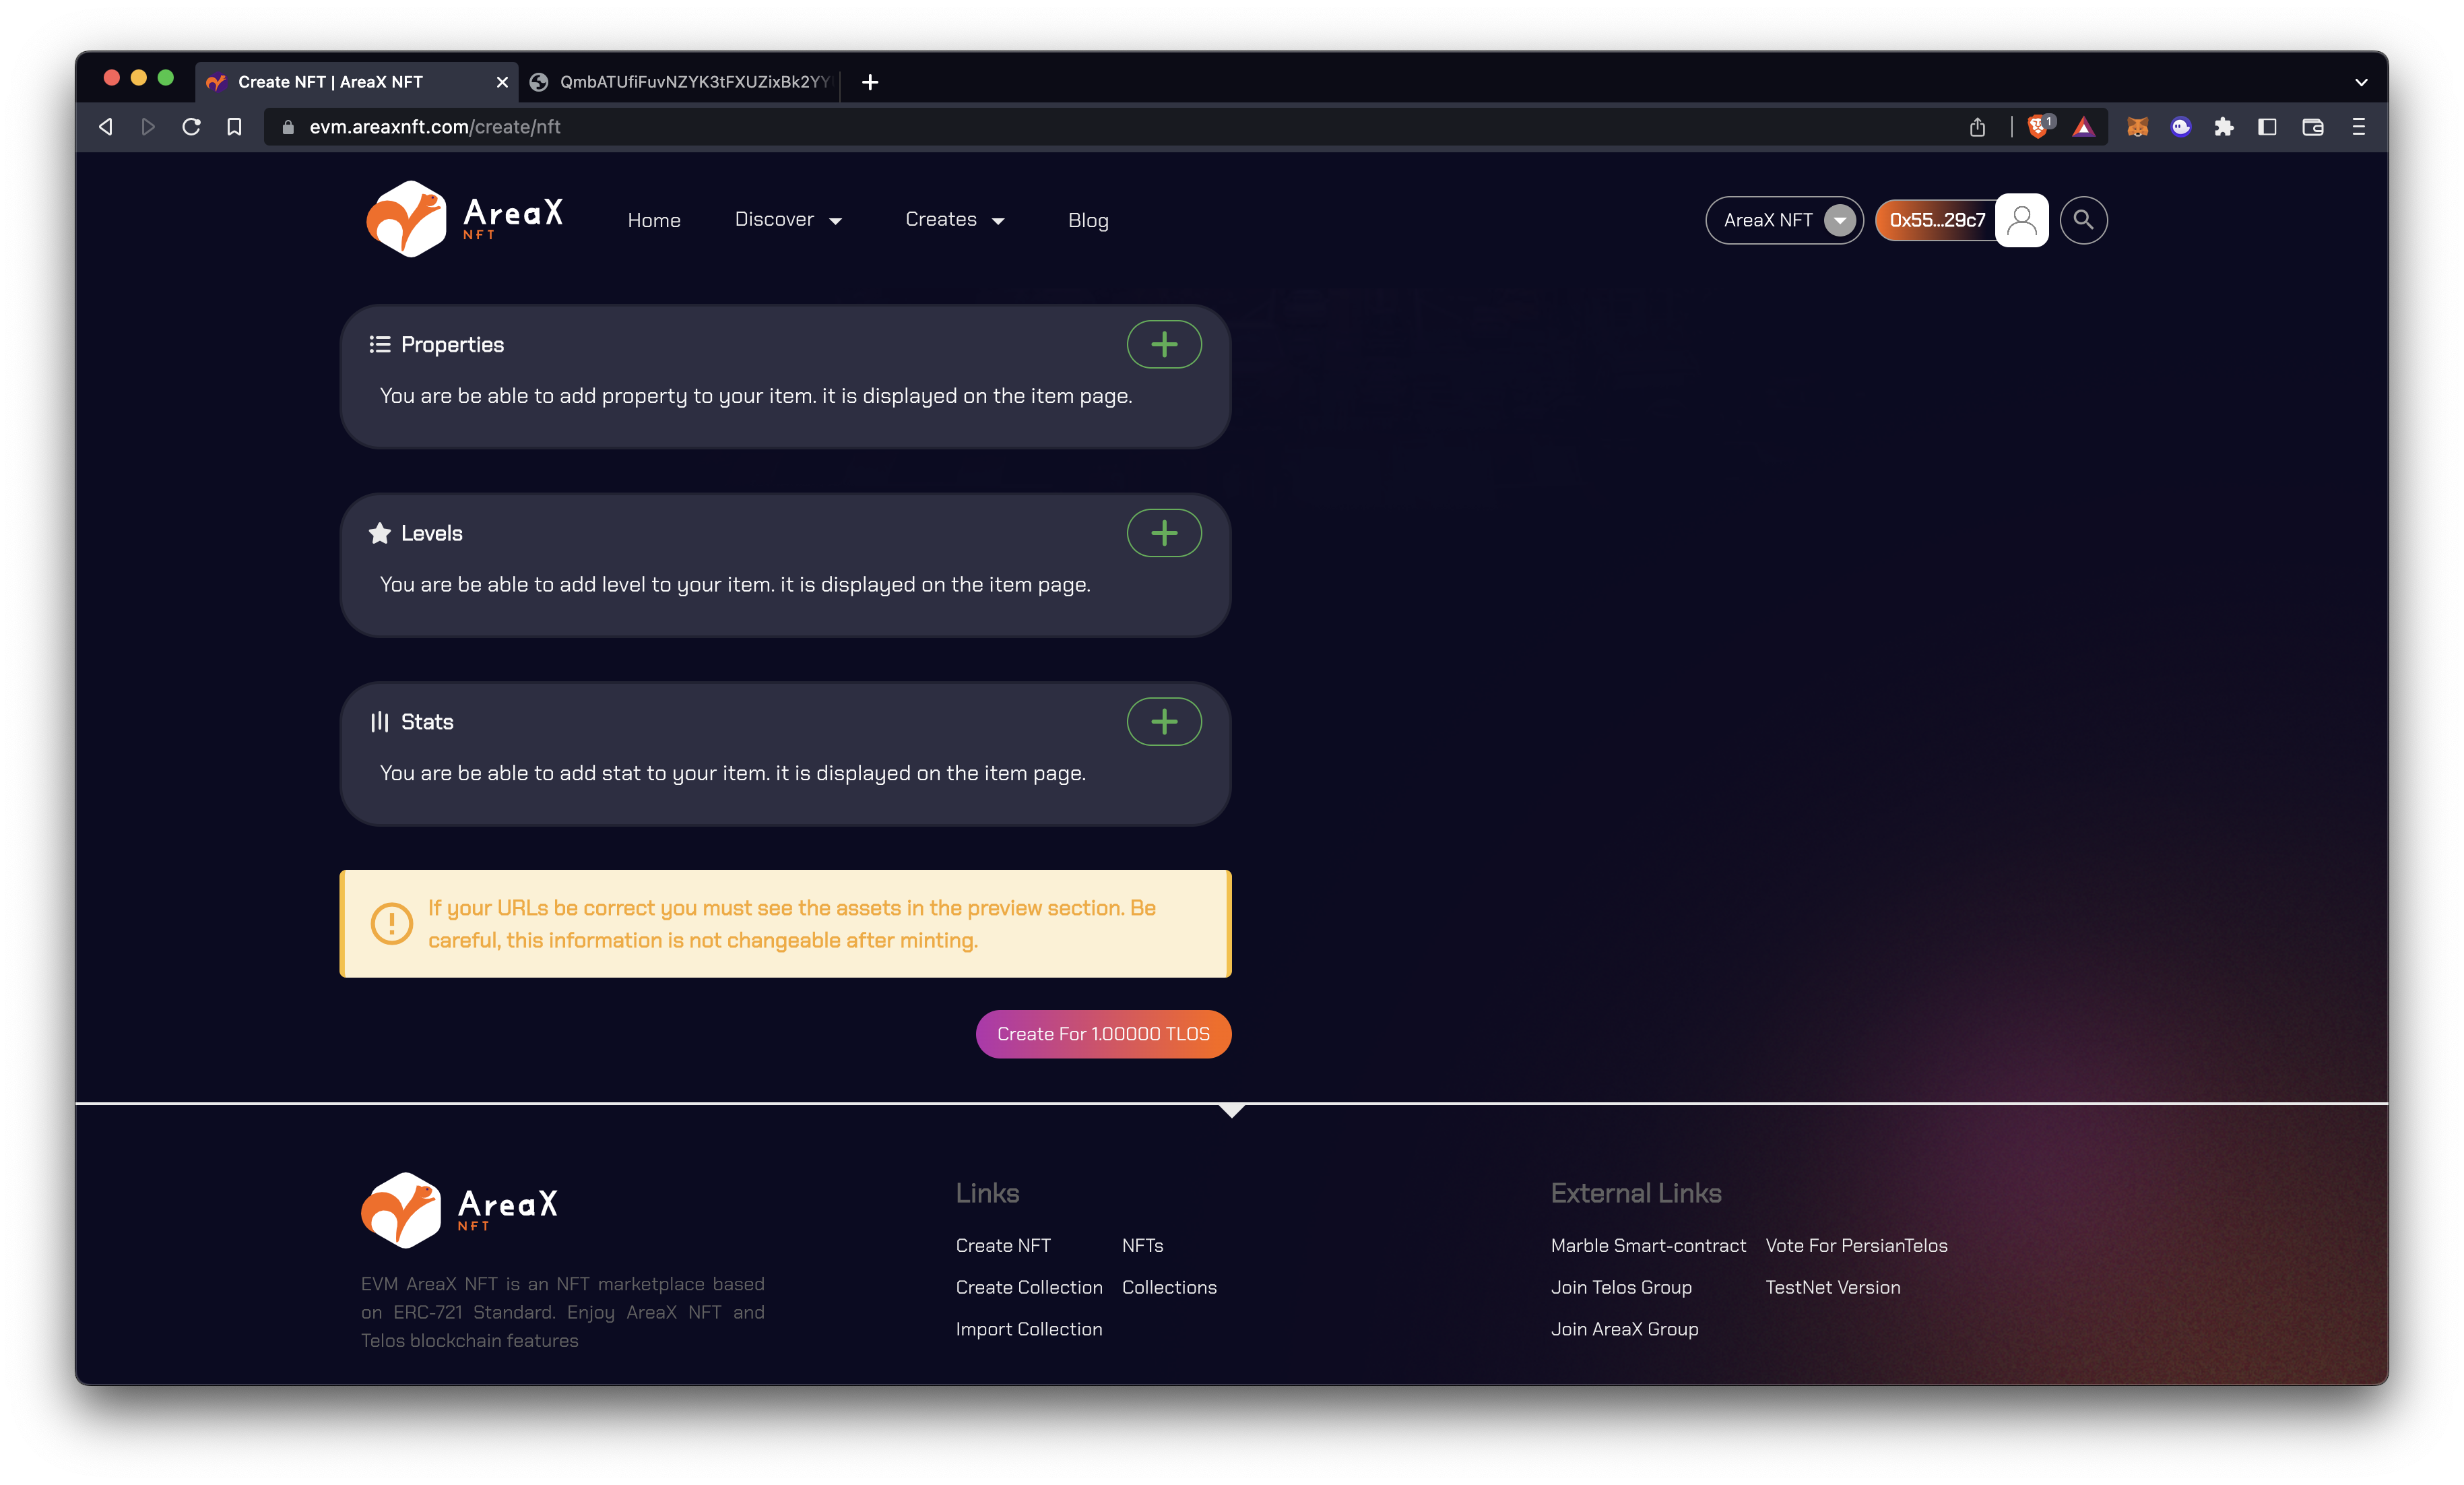 Create NFT | AreaX NFT
QmbATUfiFuvNZYK3tFXUZixBk2YY
evm.areaxnft.com/create/nft
1
AreaX
NFT
Home
Discover
Creates
Blog
AreaX NFT
0x55...29c7
Properties
You are be able to add property to your item. it is displayed on the item page.
Levels
You are be able to add level to your item. it is displayed on the item page.
Stats
You are be able to add stat to your item. it is displayed on the item page.
If your URLs be correct you must see the assets in the preview section. Be
careful, this information is not changeable after minting.
Create For 1.00000 TLOS
AreaX
NFT
EVM AreaX NFT is an NFT marketplace based
on ERC-721 Standard. Enjoy AreaX NFT and
Telos blockchain features
Links
Create NFT
NFTs
Create Collection
Collections
Import Collection
External Links
Marble Smart-contract
Vote For PersianTelos
Join Telos Group
TestNet Version
Join AreaX Group